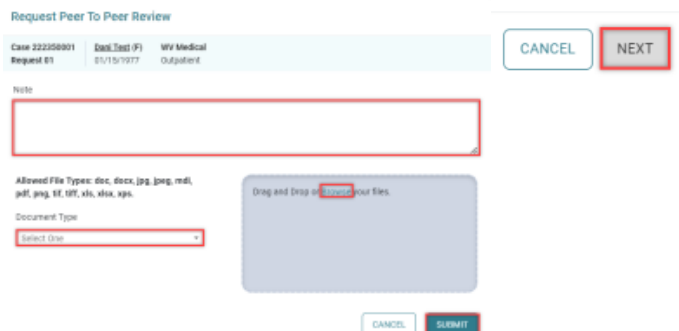 Request Peer To Peer Review
CANCEL NEXT
Case 222350001 Dani Test (F) WV Medical
Request 01 01/15/1977 Outpatient
Note
Allowed File Types: doc, docx, jpg, jpeg, mdi,
pdf, png, tif, tiff, xls, xlsx, xps.
Drag and Drop or Browse your files.
Document Type
Select One
CANCEL SUBMIT